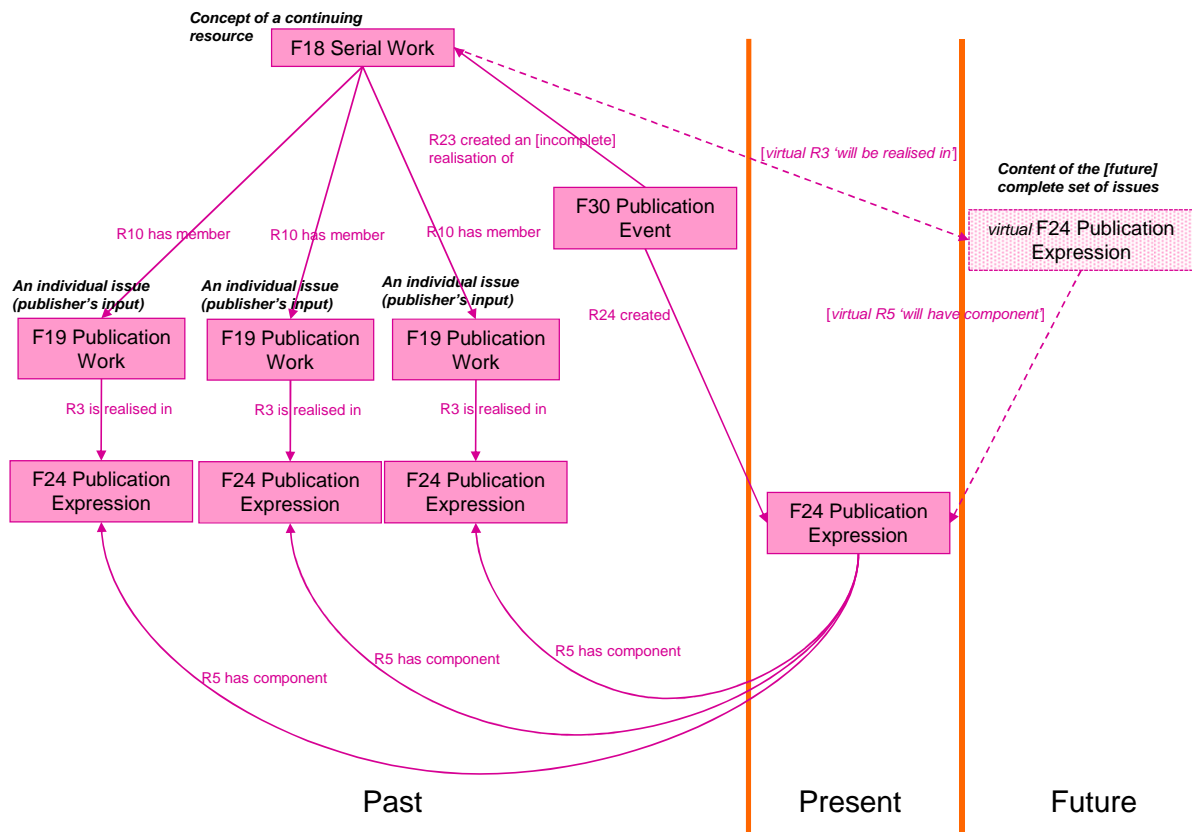 Concept of a continuing
resource
F18 Serial Work
R23 created an [incomplete]
realisation of
[virtual R3 ‘will be realised in’]
Content of the [future]
complete set of issues
F30 Publication
Event
virtual F24 Publication
Expression
R10 has member
R10 has member
R10 has member
An individual issue
(publisher’s input)
An individual issue
(publisher’s input)
An individual issue
(publisher’s input)
R24 created
[virtual R5 ‘will have component’]
F19 Publication
Work
F19 Publication
Work
F19 Publication
Work
R3 is realised in
R3 is realised in
R3 is realised in
F24 Publication
Expression
F24 Publication
Expression
F24 Publication
Expression
F24 Publication
Expression
R5 has component
R5 has component
R5 has component
Past
Present
Future